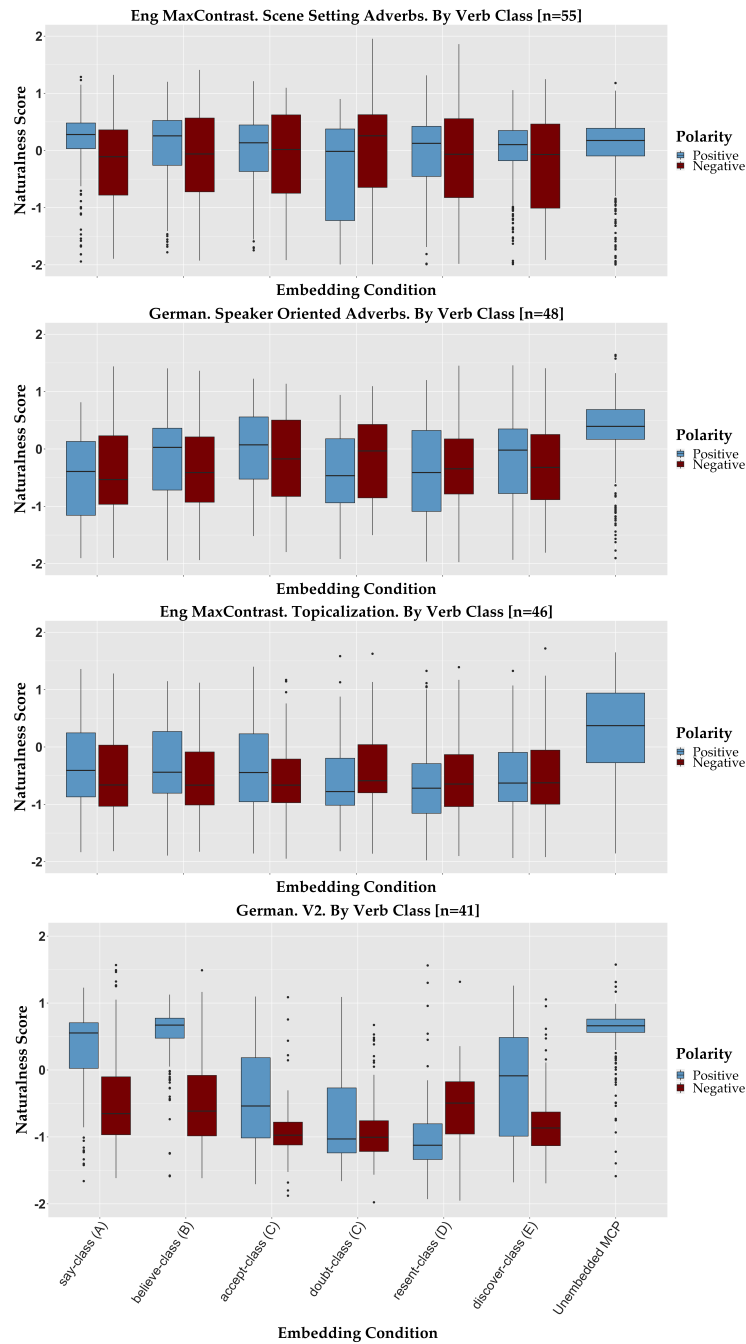 Eng MaxContrast. Scene Setting Adverbs. By Verb Class [n=55]
Naturalness Score
2
1
0
-1
-2
Polarity
Positive
Negative
Embedding Condition
German. Speaker Oriented Adverbs. By Verb Class [n=48]
Naturalness Score
2
1
0
-1
-2
Polarity
Positive
Negative
Embedding Condition
Eng MaxContrast. Topicalization. By Verb Class [n=46]
Naturalness Score
2
1
0
-1
-2
Polarity
Positive
Negative
Embedding Condition
German. V2. By Verb Class [n=41]
Naturalness Score
2
1
0
-1
-2
Polarity
Positive
Negative
say-class (A)
believe-class (B)
accept-class (C)
doubt-class (C)
resent-class (D)
discover-class (E)
Unembedded MCP
Embedding Condition